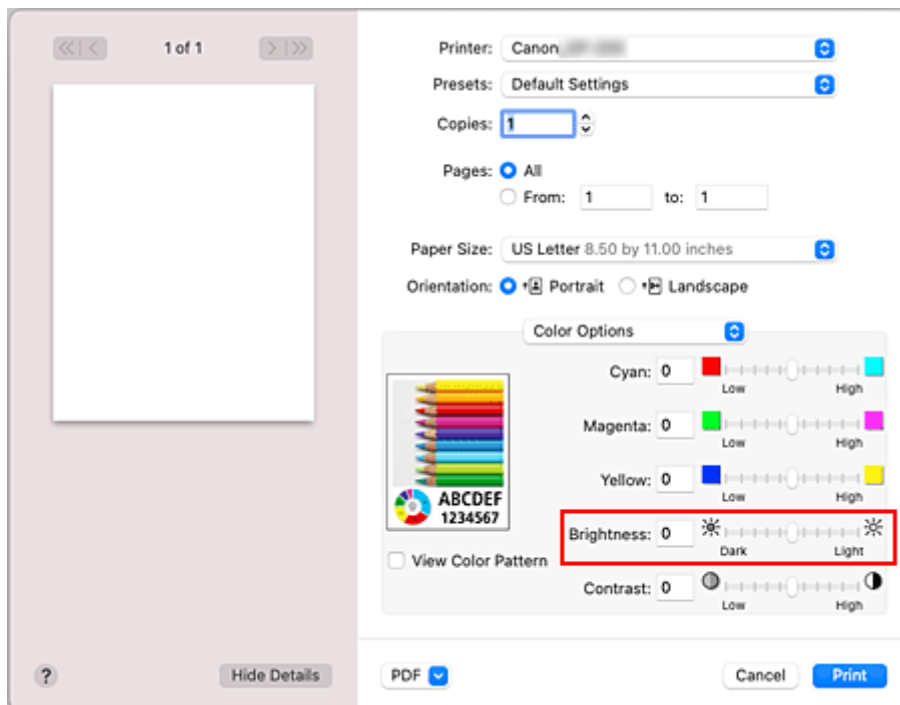 1 of 1
Printer: Canon
Presets: Default Settings
Copies: 1
Pages: All
From: 1 to: 1
Paper Size: US Letter 8.50 by 11.00 inches
Orientation: Portrait Landscape
Color Options
Cyan: 0
Low High
Magenta: 0
Low High
Yellow: 0
Low High
ABCDEF
1234567
Brightness: 0
Dark Light
View Color Pattern
Contrast: 0
Low High
? Hide Details PDF Cancel Print